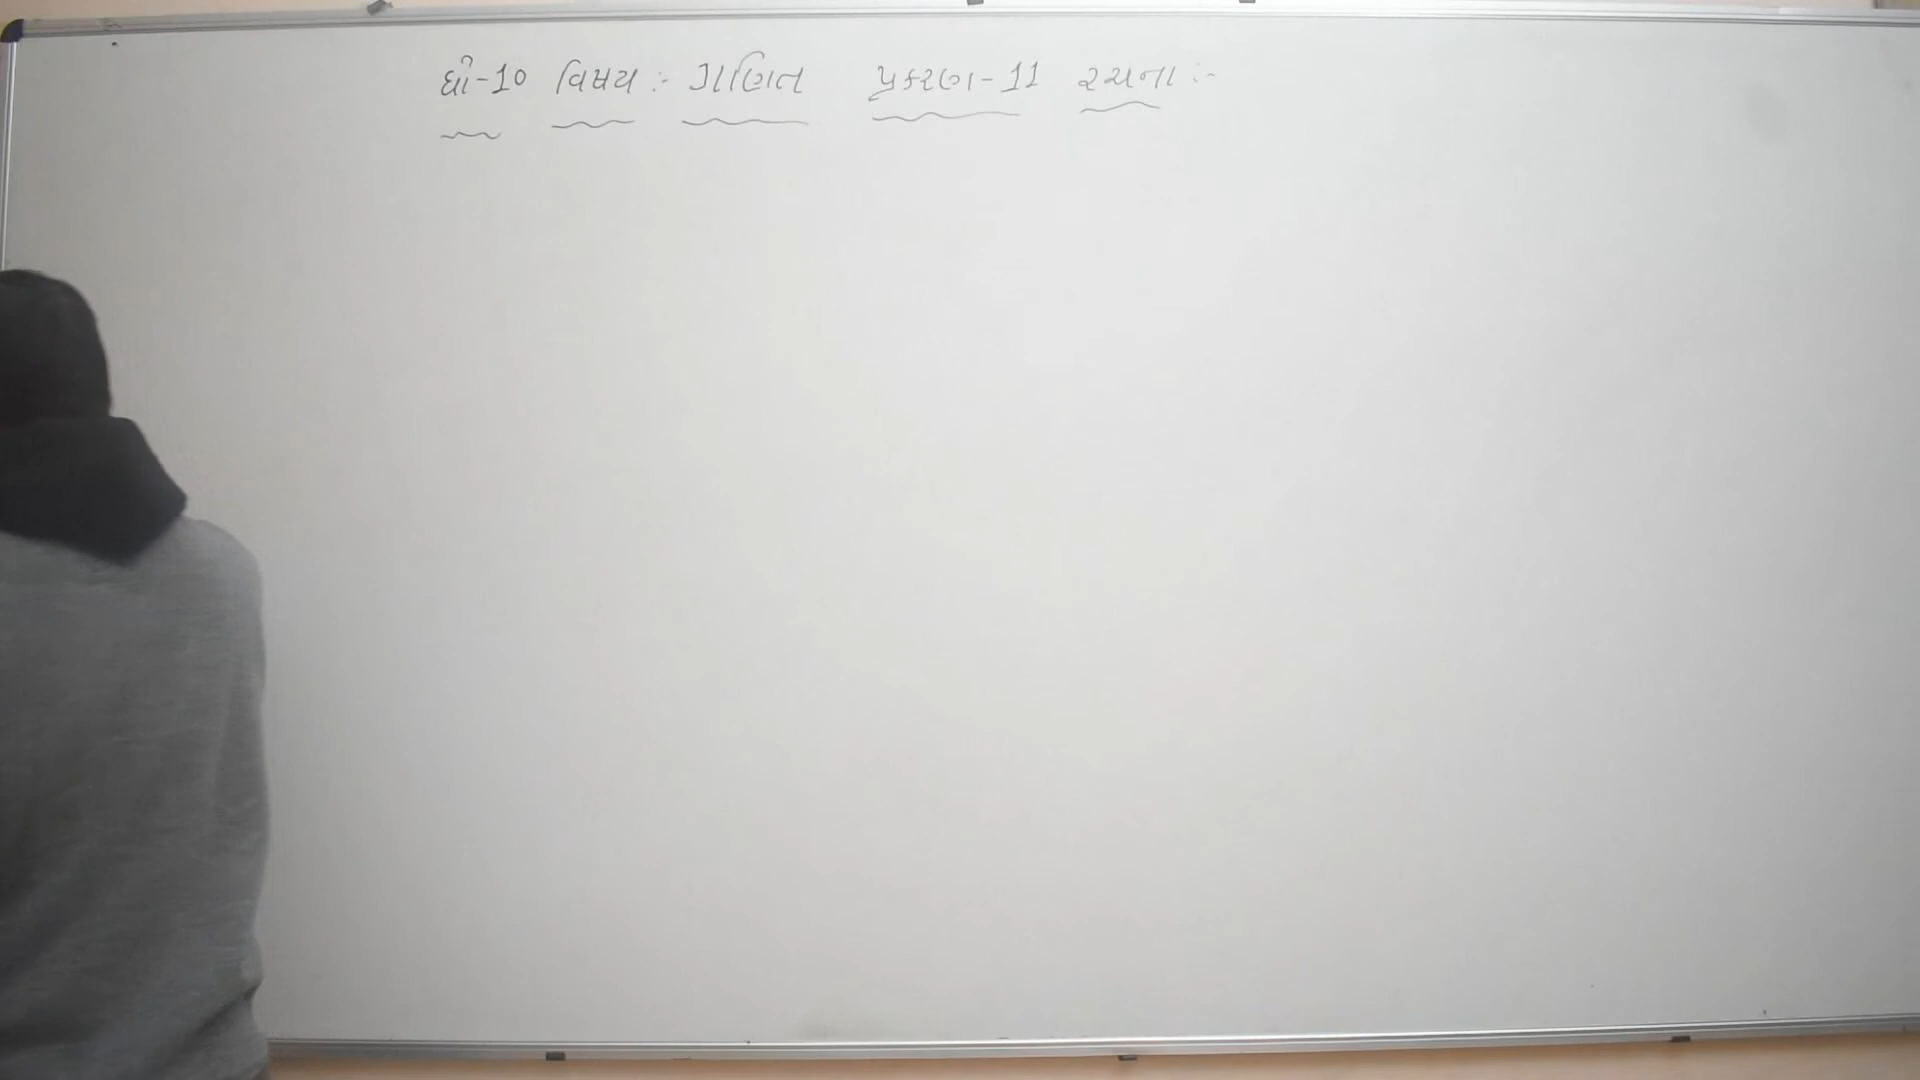 ધો-10 વિષય :- ગણિત પ્રકરણ-11 રચના :-